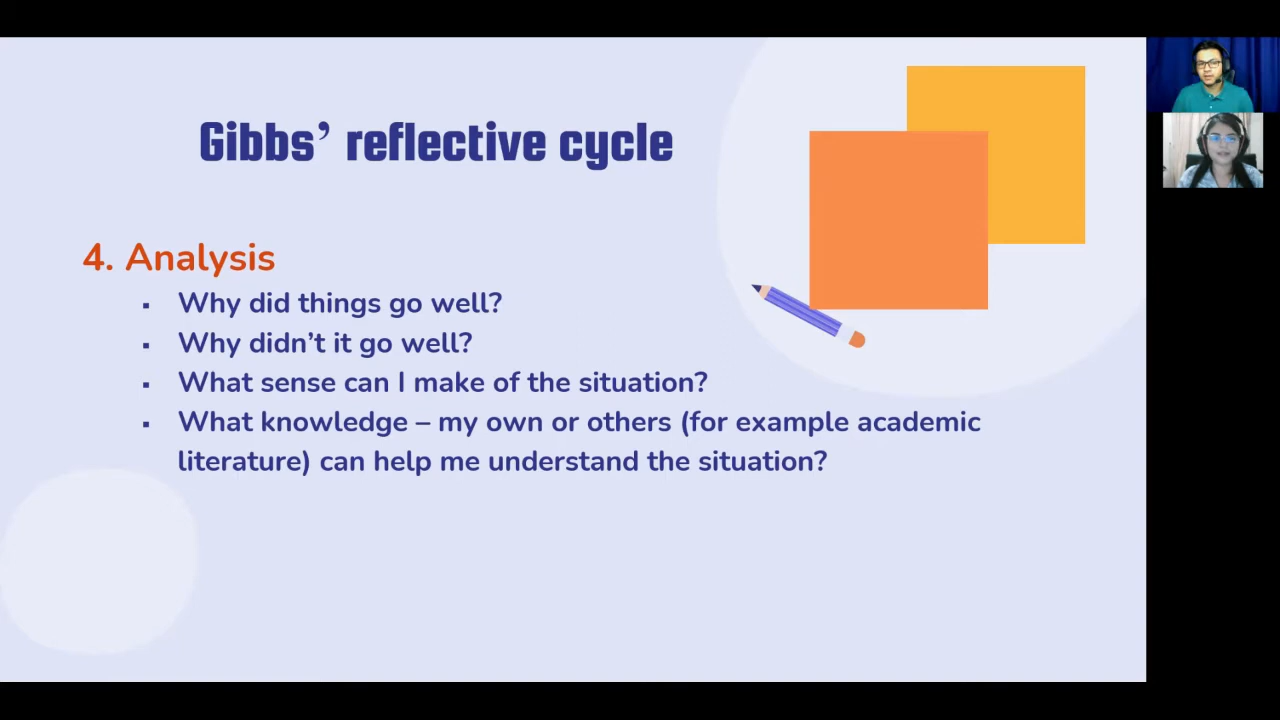 Gibbs’ reflective cycle
4. Analysis
▪ Why did things go well?
▪ Why didn’t it go well?
▪ What sense can I make of the situation?
▪ What knowledge – my own or others (for example academic
literature) can help me understand the situation?